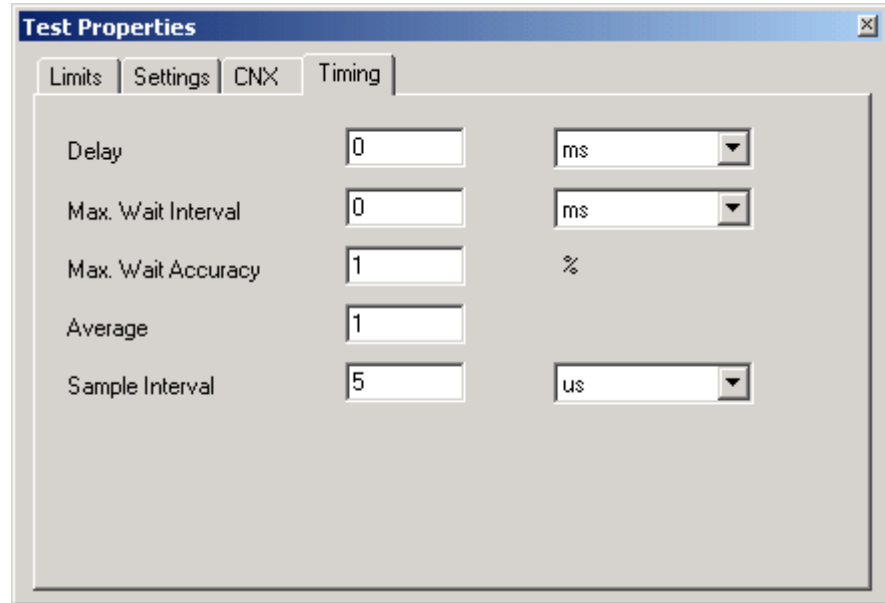 Test Properties
Limits Settings CNX Timing
Delay 0 ms
Max. Wait Interval 0 ms
Max. Wait Accuracy 1 %
Average 1
Sample Interval 5 us